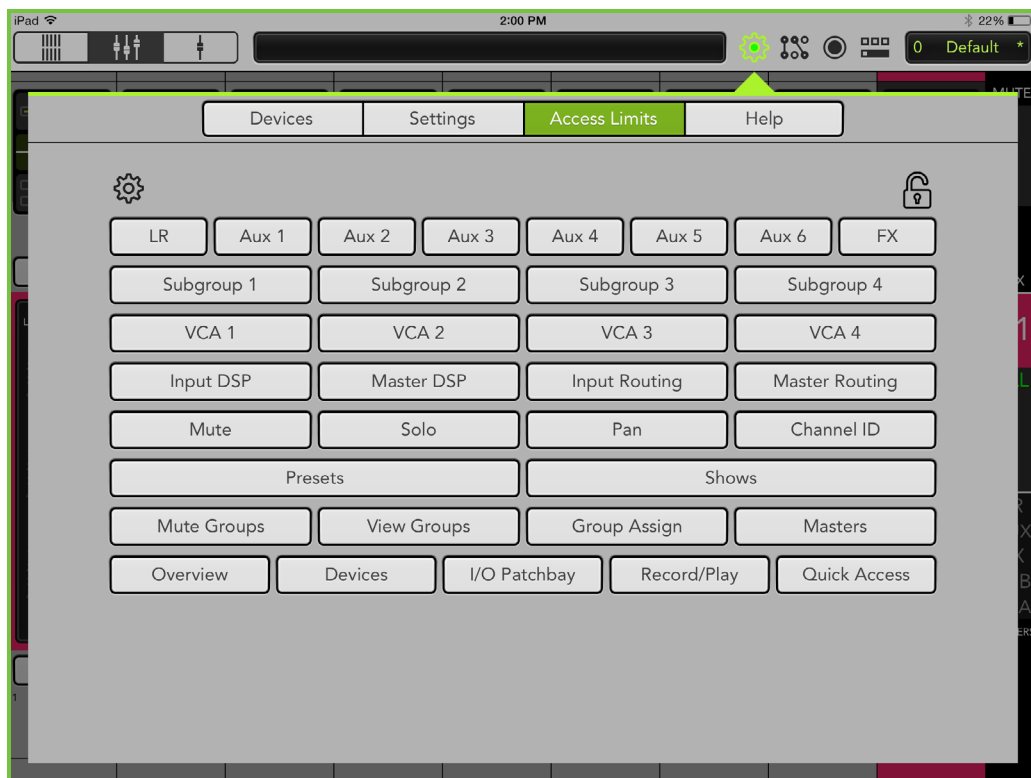 iPad 2:00 PM 22%
0 Default *
MUTE
Devices Settings Access Limits Help
LR Aux 1 Aux 2 Aux 3 Aux 4 Aux 5 Aux 6 FX
Subgroup 1 Subgroup 2 Subgroup 3 Subgroup 4
VCA 1 VCA 2 VCA 3 VCA 4
Input DSP Master DSP Input Routing Master Routing
Mute Solo Pan Channel ID
Presets Shows
Mute Groups View Groups Group Assign Masters
Overview Devices I/O Patchbay Record/Play Quick Access
1